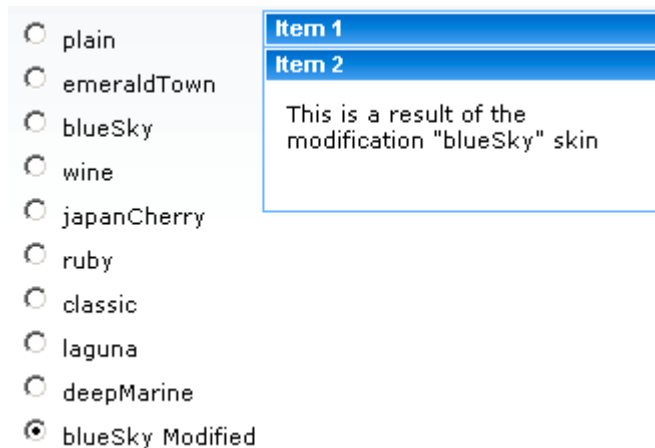 plain
emeraldTown
blueSky
wine
japanCherry
ruby
classic
laguna
deepMarine
blueSky Modified
Item 1
Item 2
This is a result of the
modification "blueSky" skin